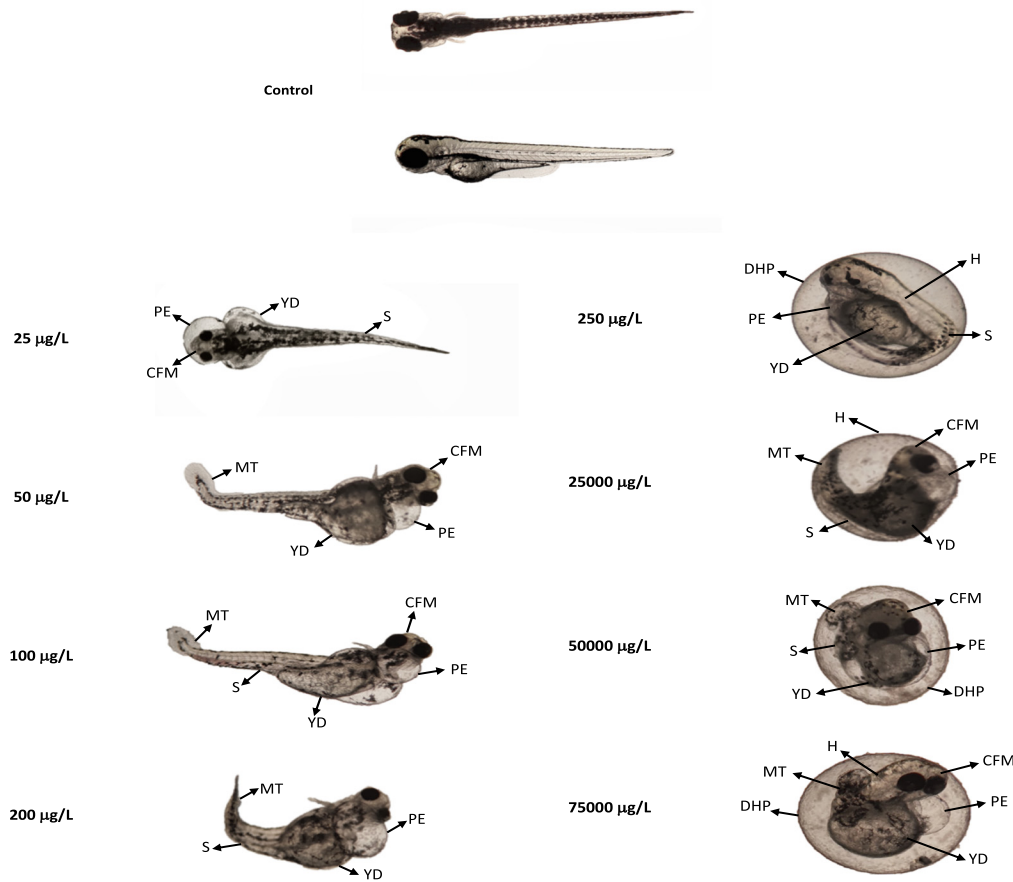 Control
25 µg/L
PE
YD
S
CFM
50 µg/L
MT
CFM
PE
YD
100 µg/L
MT
CFM
PE
S
YD
200 µg/L
MT
PE
S
YD
250 µg/L
DHP
H
PE
S
YD
25000 µg/L
H
CFM
MT
PE
S
YD
50000 µg/L
MT
CFM
S
PE
YD
DHP
75000 µg/L
H
CFM
MT
DHP
PE
YD